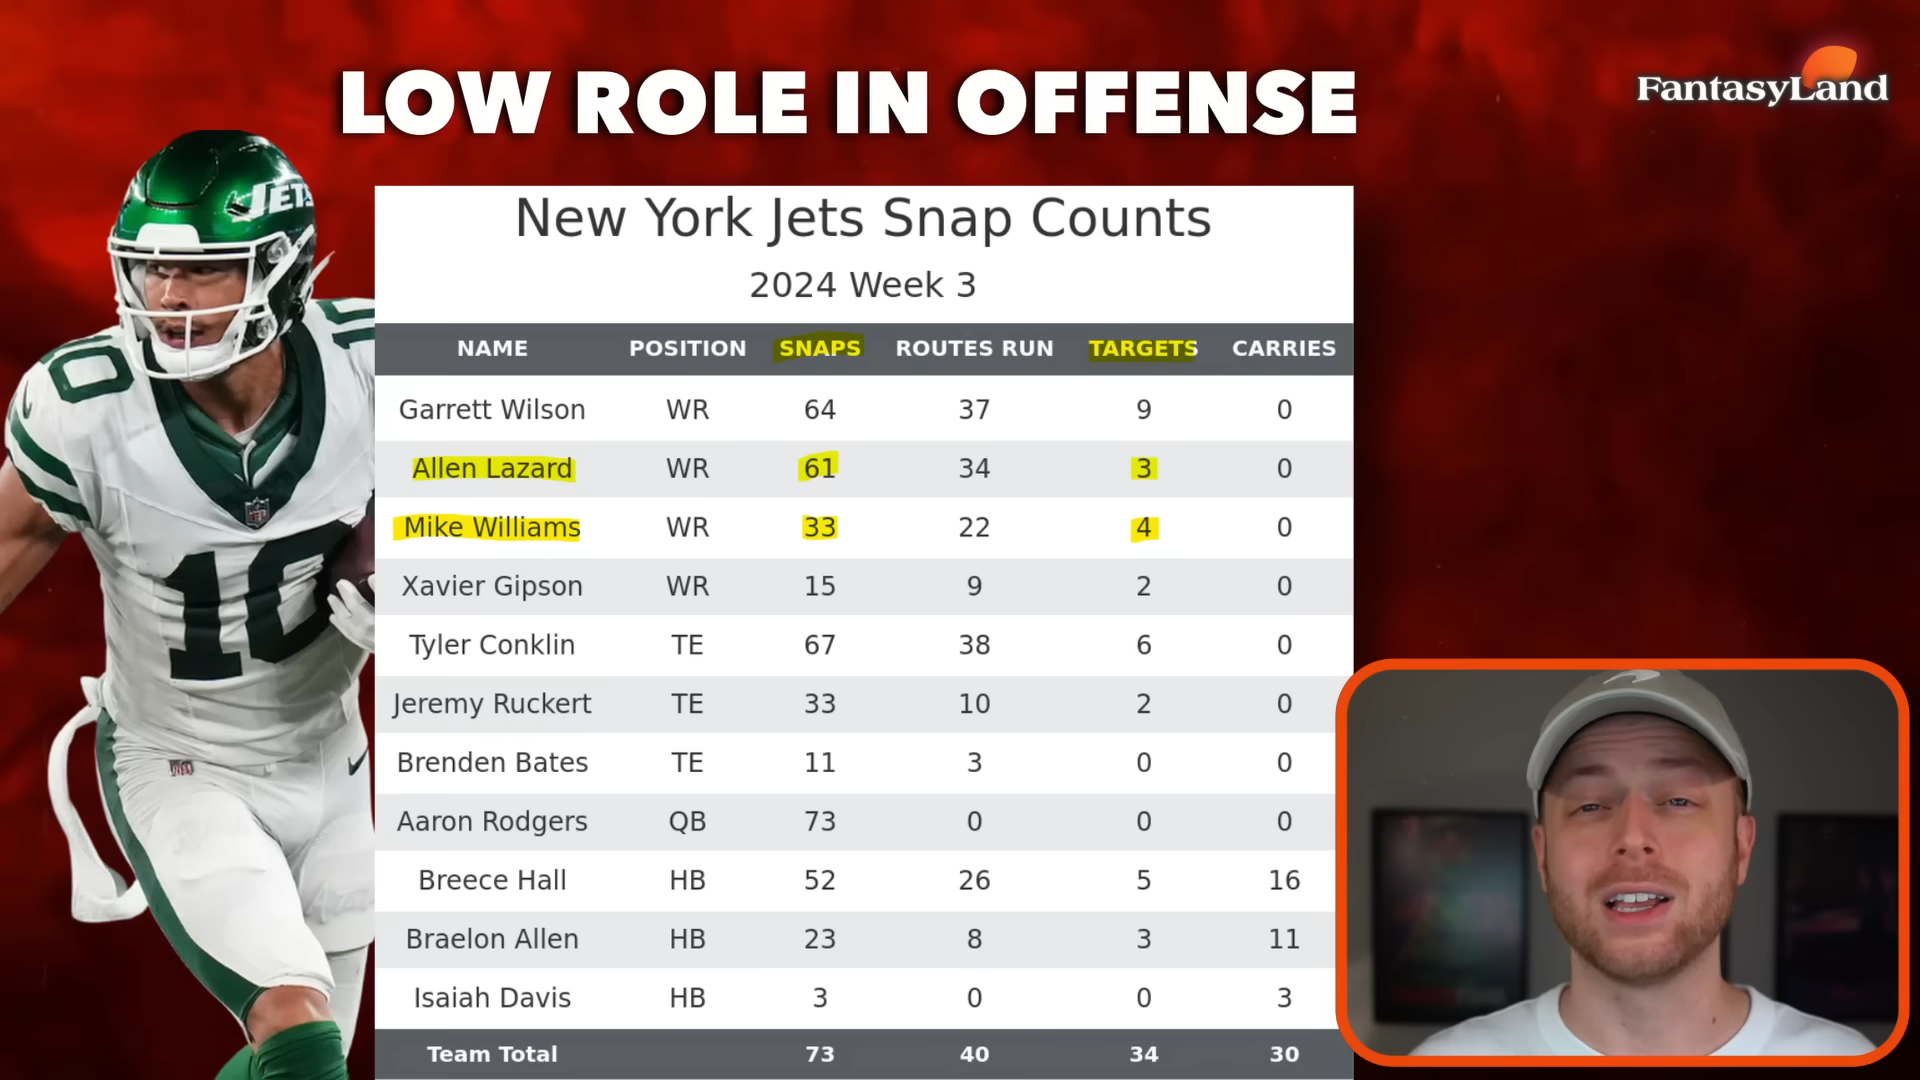 LOW ROLE IN OFFENSE
FantasyLand
JETS
10
10
10
New York Jets Snap Counts
2024 Week 3
NAME POSITION SNAPS ROUTES RUN TARGETS CARRIES
Garrett Wilson WR 64 37 9 0
Allen Lazard WR 61 34 3 0
Mike Williams WR 33 22 4 0
Xavier Gipson WR 15 9 2 0
Tyler Conklin TE 67 38 6 0
Jeremy Ruckert TE 33 10 2 0
Brenden Bates TE 11 3 0 0
Aaron Rodgers QB 73 0 0 0
Breece Hall HB 52 26 5 16
Braelon Allen HB 23 8 3 11
Isaiah Davis HB 3 0 0 3
Team Total 73 40 34 30